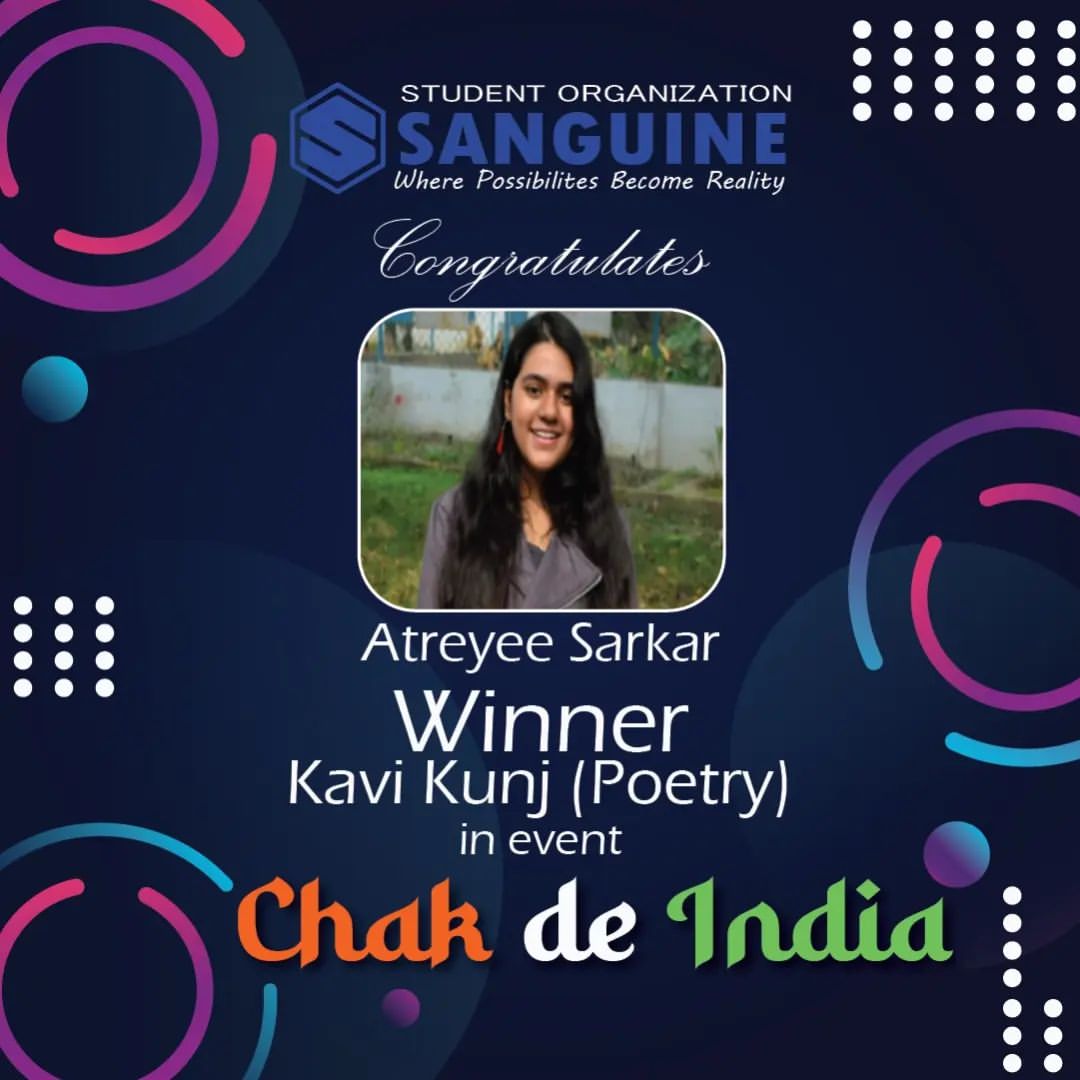 STUDENT ORGANIZATION
SANGUINE
Where Possibilites Become Reality
Congratulates
Atreyee Sarkar
Winner
Kavi Kunj (Poetry)
in event
Chak de India